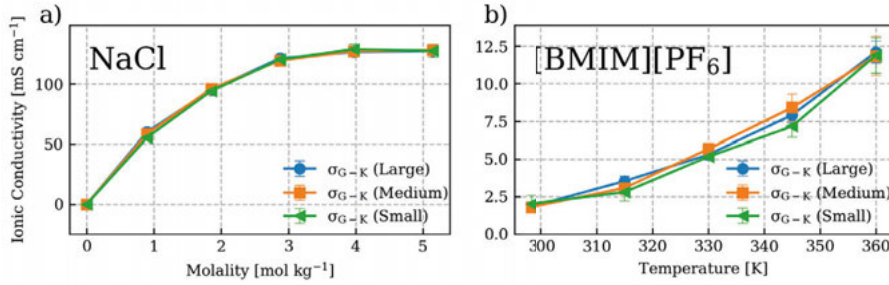 a)
NaCl
Ionic Conductivity [mS cm⁻¹]
100
50
0
σG−K (Large)
σG−K (Medium)
σG−K (Small)
0 1 2 3 4 5
Molality [mol kg⁻¹]
b)
[BMIM][PF₆]
12.5
10.0
7.5
5.0
2.5
0.0
σG−K (Large)
σG−K (Medium)
σG−K (Small)
300 310 320 330 340 350 360
Temperature [K]